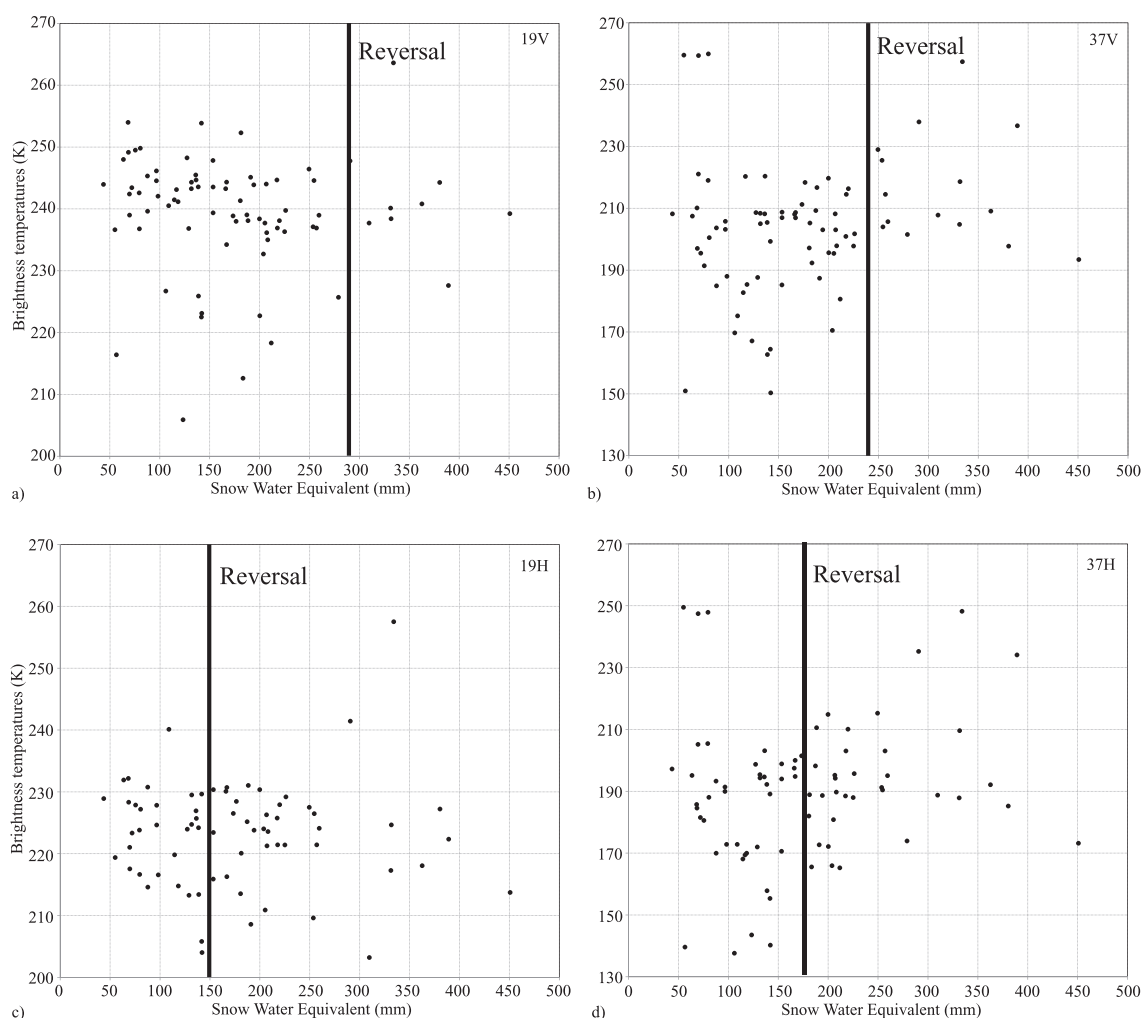 270
19V
Reversal
260
250
240
230
220
210
200
0 50 100 150 200 250 300 350 400 450 500
Brightness temperatures (K)
Snow Water Equivalent (mm)
a)
270
37V
Reversal
250
230
210
190
170
150
130
0 50 100 150 200 250 300 350 400 450 500
Snow Water Equivalent (mm)
b)
270
19H
Reversal
260
250
240
230
220
210
200
0 50 100 150 200 250 300 350 400 450 500
Brightness temperatures (K)
Snow Water Equivalent (mm)
c)
270
37H
Reversal
250
230
210
190
170
150
130
0 50 100 150 200 250 300 350 400 450 500
Snow Water Equivalent (mm)
d)